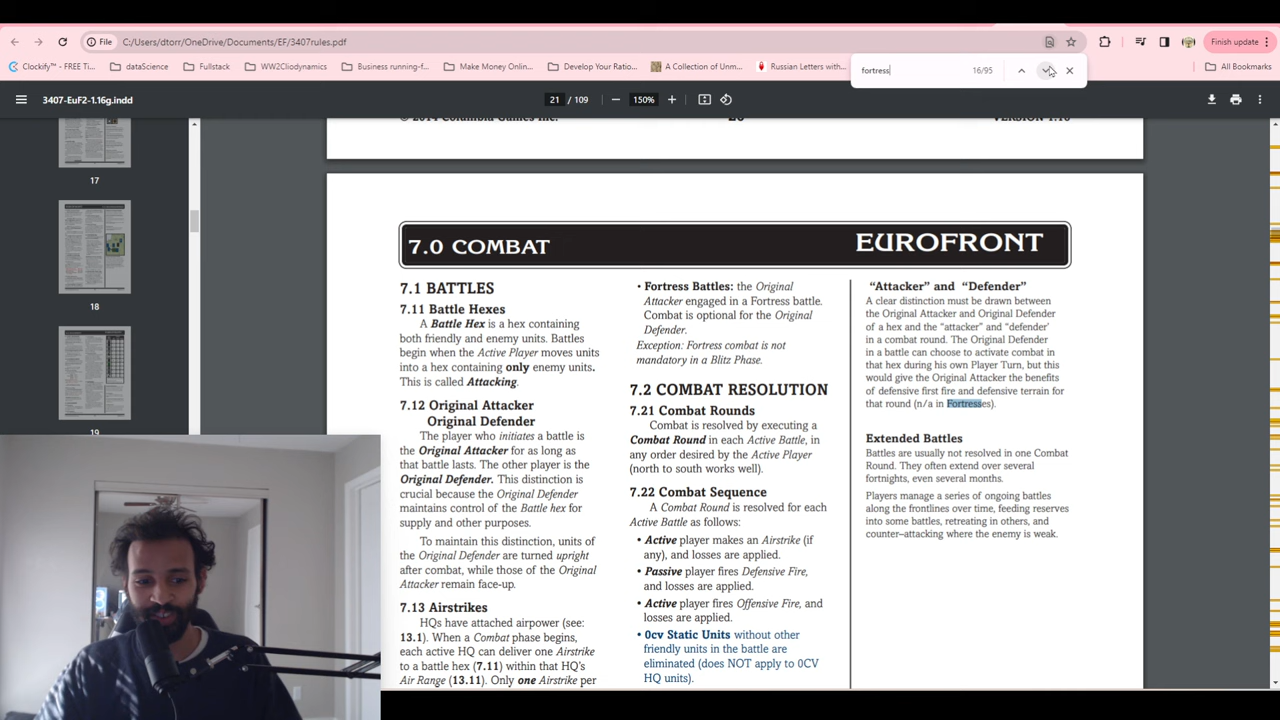 File
C:/Users/dtorr/OneDrive/Documents/EF/3407rules.pdf
Finish update
Clockify™ - FREE Ti...
dataScience
Fullstack
WW2Cliodynamics
Business running-f...
Make Money Online...
Develop Your Ration...
A Collection of Unm...
Russian Letters with...
All Bookmarks
fortress
16/95
3407-EuF2-1.16g.indd
21 / 109
150%
17
18
19
7.0 COMBAT
EUROFRONT
7.1 BATTLES
7.11 Battle Hexes
A Battle Hex is a hex containing
both friendly and enemy units. Battles
begin when the Active Player moves units
into a hex containing only enemy units.
This is called Attacking.
7.12 Original Attacker
Original Defender
The player who initiates a battle is
the Original Attacker for as long as
that battle lasts. The other player is the
Original Defender. This distinction is
crucial because the Original Defender
maintains control of the Battle hex for
supply and other purposes.
To maintain this distinction, units of
the Original Defender are turned upright
after combat, while those of the Original
Attacker remain face-up.
7.13 Airstrikes
HQs have attached airpower (see:
13.1). When a Combat phase begins,
each active HQ can deliver one Airstrike
to a battle hex (7.11) within that HQ's
Air Range (13.11). Only one Airstrike per
• Fortress Battles: the Original
Attacker engaged in a Fortress battle.
Combat is optional for the Original
Defender.
Exception: Fortress combat is not
mandatory in a Blitz Phase.
7.2 COMBAT RESOLUTION
7.21 Combat Rounds
Combat is resolved by executing a
Combat Round in each Active Battle, in
any order desired by the Active Player
(north to south works well).
7.22 Combat Sequence
A Combat Round is resolved for each
Active Battle as follows:
• Active player makes an Airstrike (if
any), and losses are applied.
• Passive player fires Defensive Fire,
and losses are applied.
• Active player fires Offensive Fire, and
losses are applied.
• 0cv Static Units without other
friendly units in the battle are
eliminated (does NOT apply to 0CV
HQ units).
“Attacker” and “Defender”
A clear distinction must be drawn between
the Original Attacker and Original Defender
of a hex and the “attacker” and “defender'
in a combat round. The Original Defender
in a battle can choose to activate combat in
that hex during his own Player Turn, but this
would give the Original Attacker the benefits
of defensive first fire and defensive terrain for
that round (n/a in Fortresses).
Extended Battles
Battles are usually not resolved in one Combat
Round. They often extend over several
fortnights, even several months.
Players manage a series of ongoing battles
along the frontlines over time, feeding reserves
into some battles, retreating in others, and
counter–attacking where the enemy is weak.